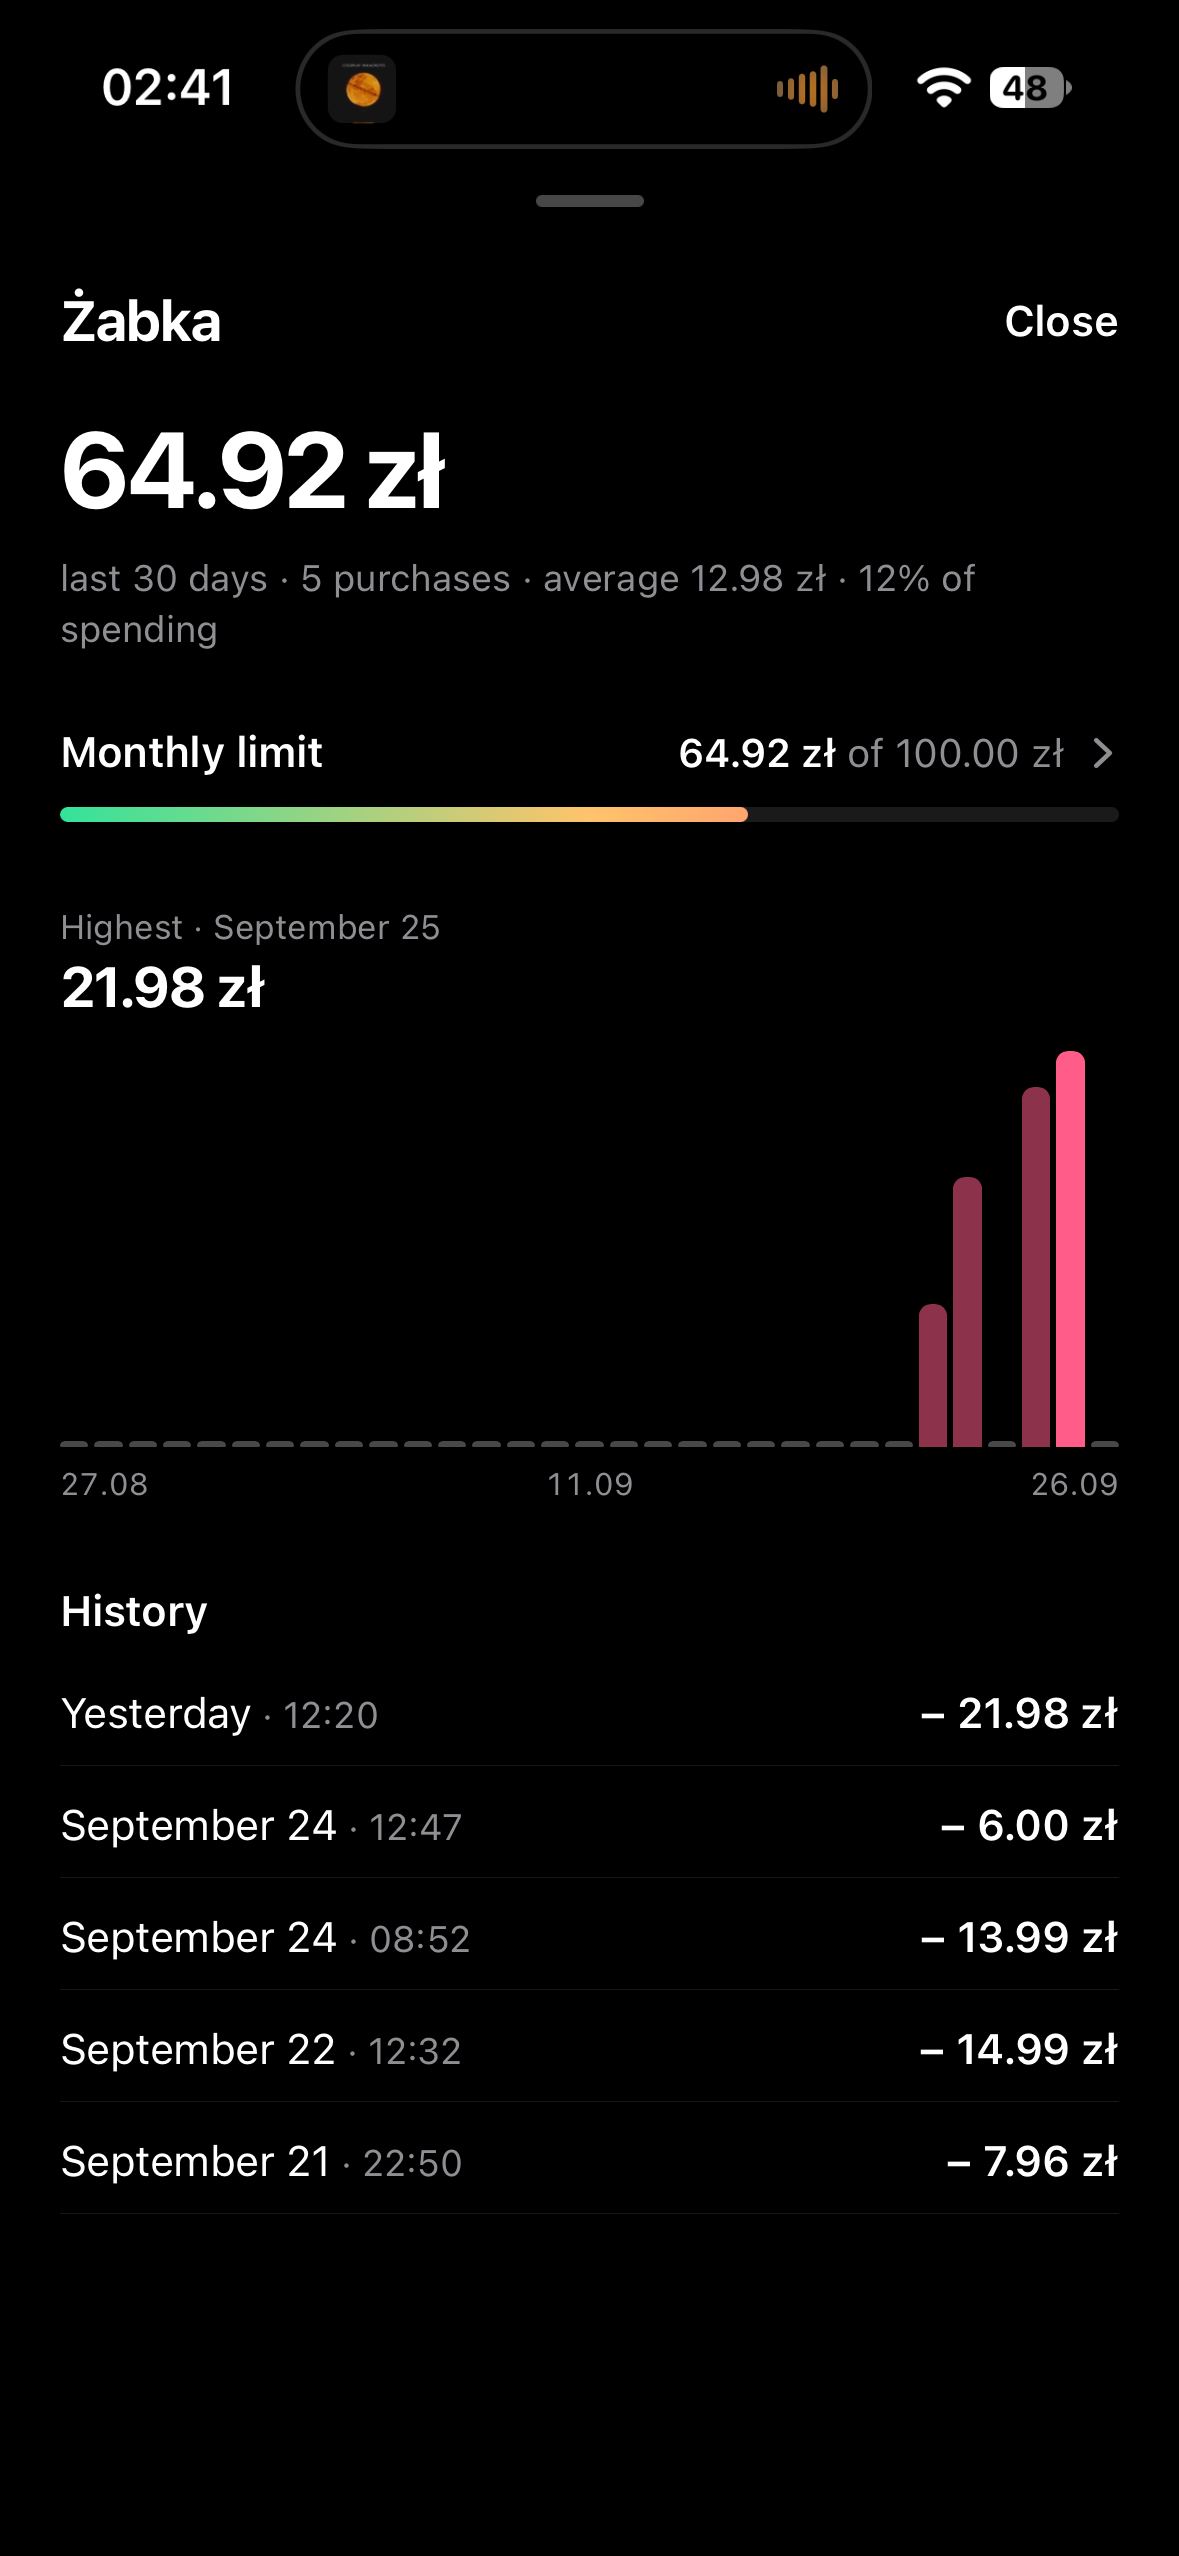 02:41
48
Żabka
Close
64.92 zł
last 30 days · 5 purchases · average 12.98 zł · 12% of
spending
Monthly limit
64.92 zł of 100.00 zł
Highest · September 25
21.98 zł
27.08
11.09
26.09
History
Yesterday · 12:20
– 21.98 zł
September 24 · 12:47
– 6.00 zł
September 24 · 08:52
– 13.99 zł
September 22 · 12:32
– 14.99 zł
September 21 · 22:50
– 7.96 zł